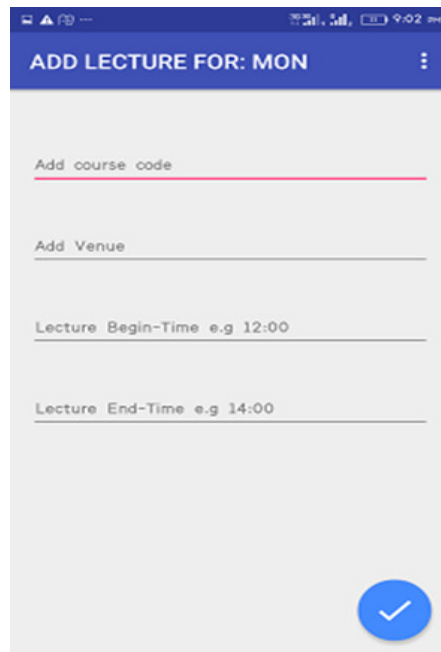 9:02 PM
ADD LECTURE FOR: MON
Add course code
Add Venue
Lecture Begin-Time e.g 12:00
Lecture End-Time e.g 14:00